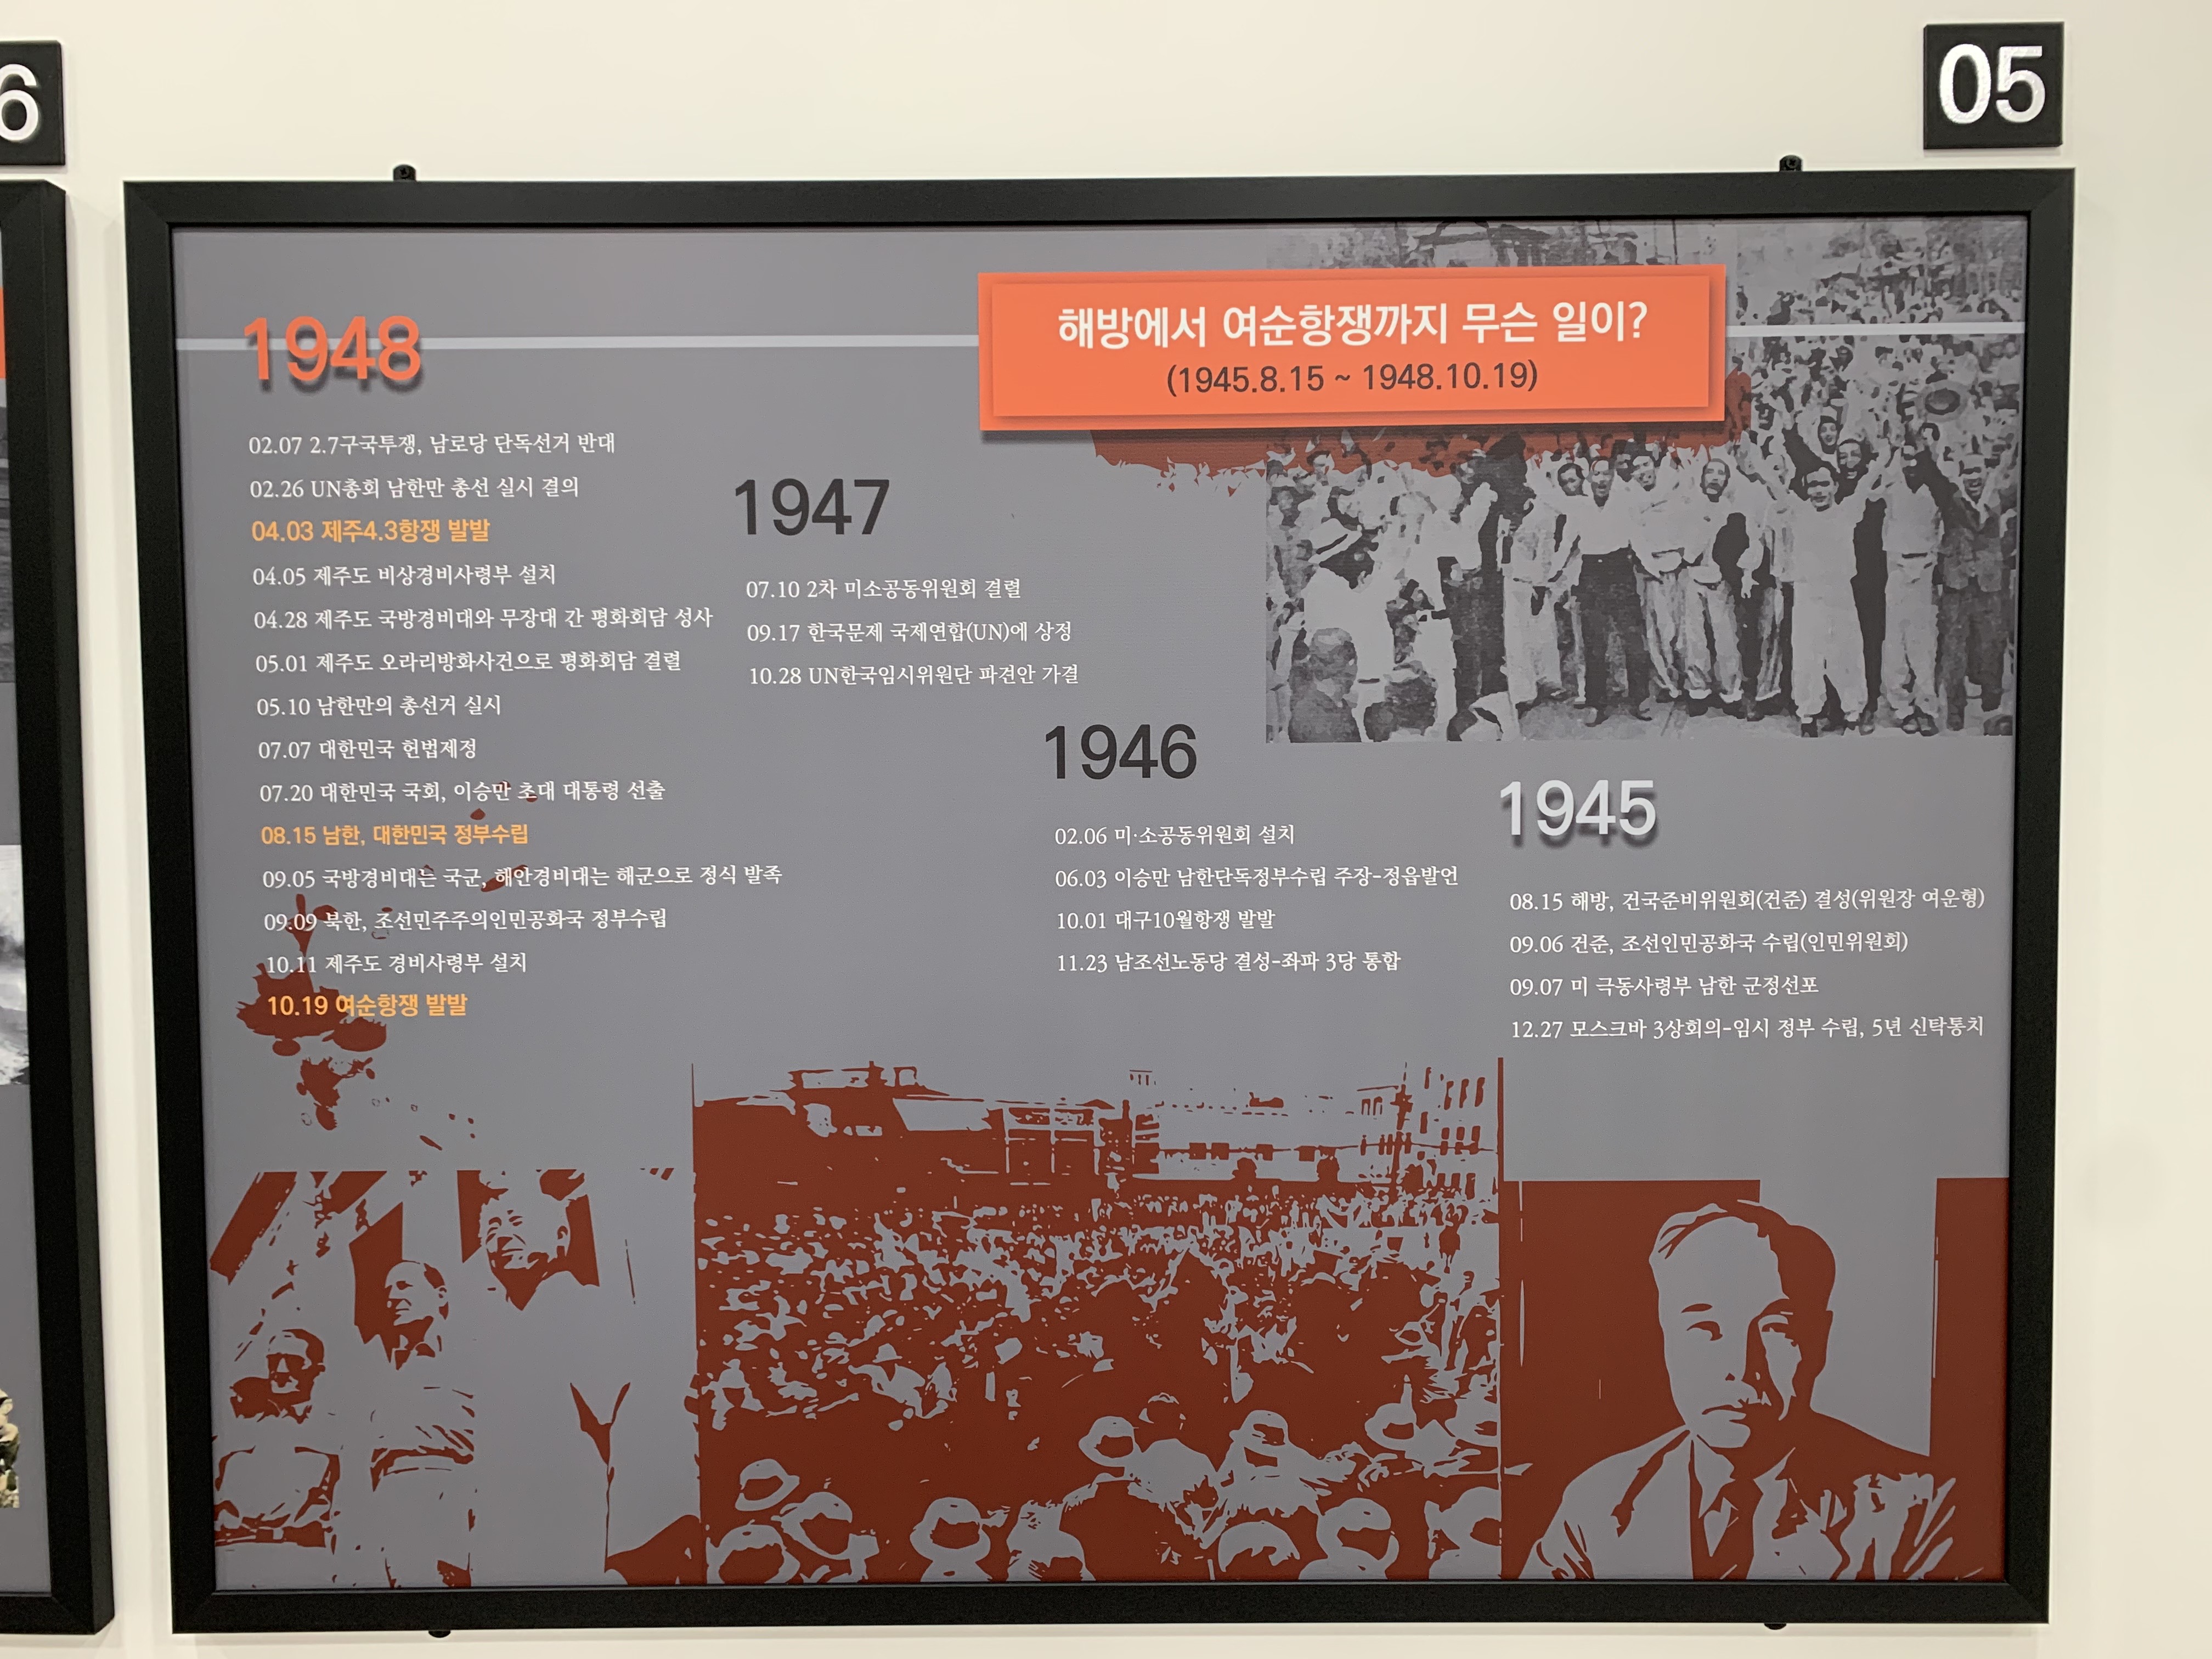 6
05
해방에서 여순항쟁까지 무슨 일이?
(1945.8.15 ~ 1948.10.19)
1948
02.07 2.7구국투쟁, 남로당 단독선거 반대
02.26 UN총회 남한만 총선 실시 결의
04.03 제주4.3항쟁 발발
04.05 제주도 비상경비사령부 설치
04.28 제주도 국방경비대와 무장대 간 평화회담 성사
05.01 제주도 오라리방화사건으로 평화회담 결렬
05.10 남한만의 총선거 실시
07.07 대한민국 헌법제정
07.20 대한민국 국회, 이승만 초대 대통령 선출
08.15 남한, 대한민국 정부수립
09.05 국방경비대는 국군, 해안경비대는 해군으로 정식 발족
09.09 북한, 조선민주주의인민공화국 정부수립
10.11 제주도 경비사령부 설치
10.19 여순항쟁 발발
1947
07.10 2차 미소공동위원회 결렬
09.17 한국문제 국제연합(UN)에 상정
10.28 UN한국임시위원단 파견안 가결
1946
02.06 미·소공동위원회 설치
06.03 이승만 남한단독정부수립 주장-정읍발언
10.01 대구10월항쟁 발발
11.23 남조선노동당 결성-좌파 3당 통합
1945
08.15 해방, 건국준비위원회(건준) 결성(위원장 여운형)
09.06 건준, 조선인민공화국 수립(인민위원회)
09.07 미 극동사령부 남한 군정선포
12.27 모스크바 3상회의-임시 정부 수립, 5년 신탁통치